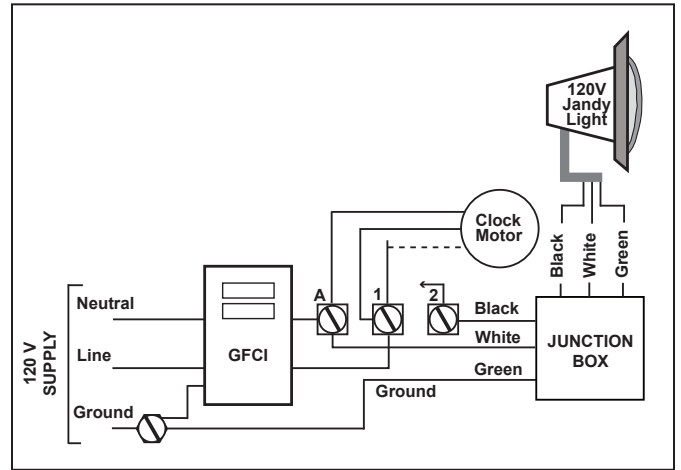 120V
Jandy
Light
Clock
Motor
Black
White
Green
A
1
2
Neutral
Line
Ground
120 V
SUPPLY
GFCI
Black
White
Green
Ground
JUNCTION
BOX